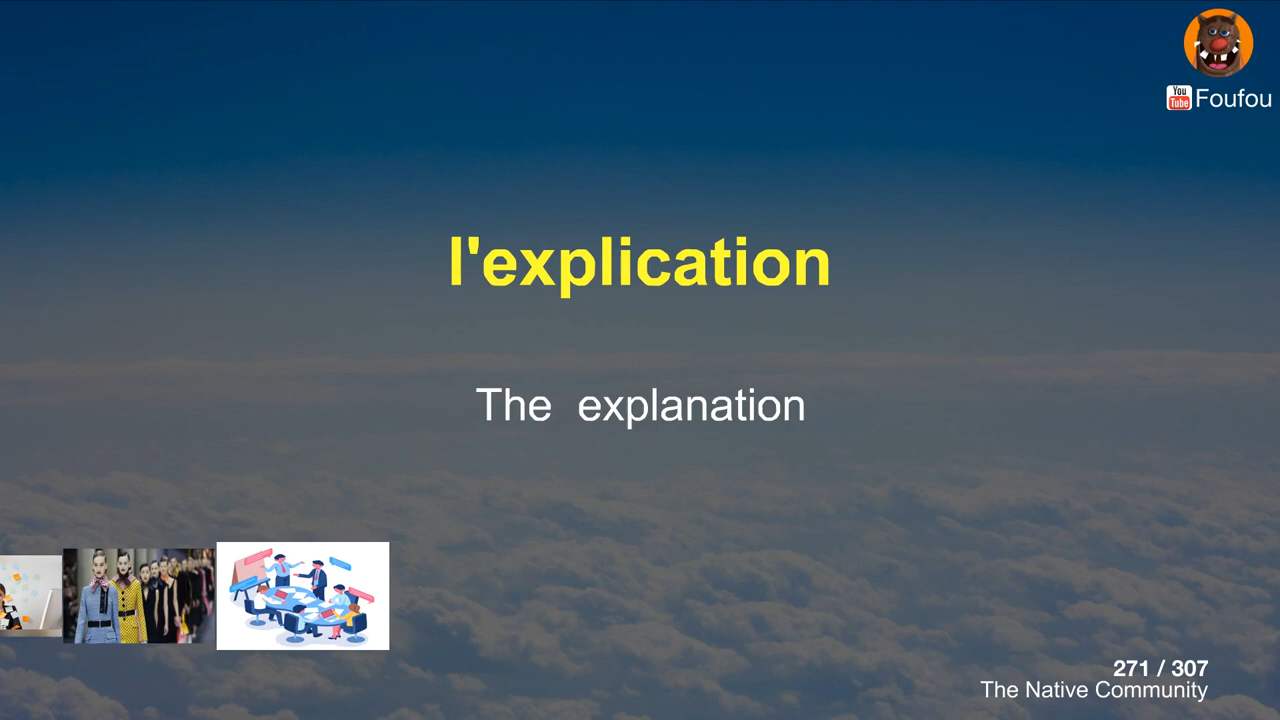 You
Tube
Foufou
l'explication
The explanation
271 / 307
The Native Community